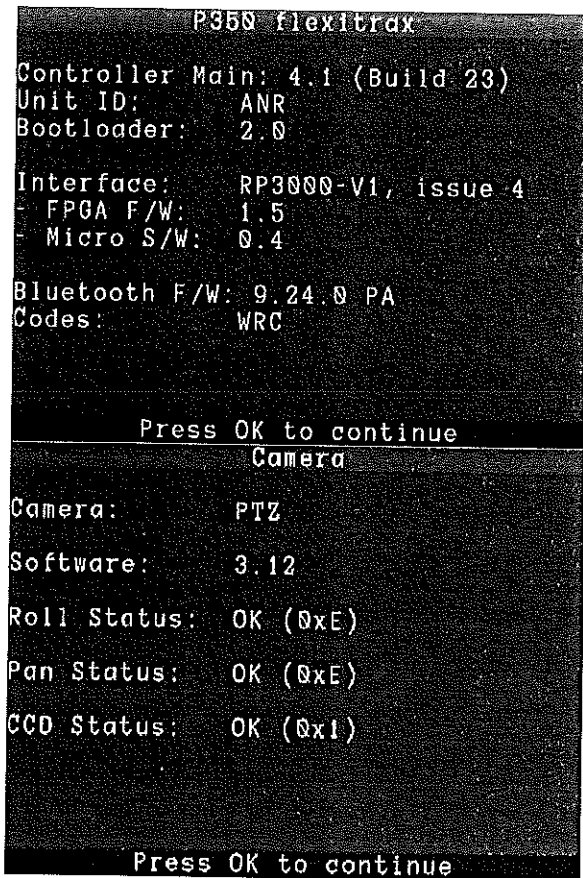 P350 flexitrax
Controller Main: 4.1 (Build 23)
Unit ID: ANR
Bootloader: 2.0
Interface: RP3000-V1, issue 4
- FPGA F/W: 1.5
- Micro S/W: 0.4
Bluetooth F/W: 9.24.0 PA
Codes: WRC
Press OK to continue
Camera
Camera: PTZ
Software: 3.12
Roll Status: OK (0xE)
Pan Status: OK (0xE)
CCD Status: OK (0x1)
Press OK to continue